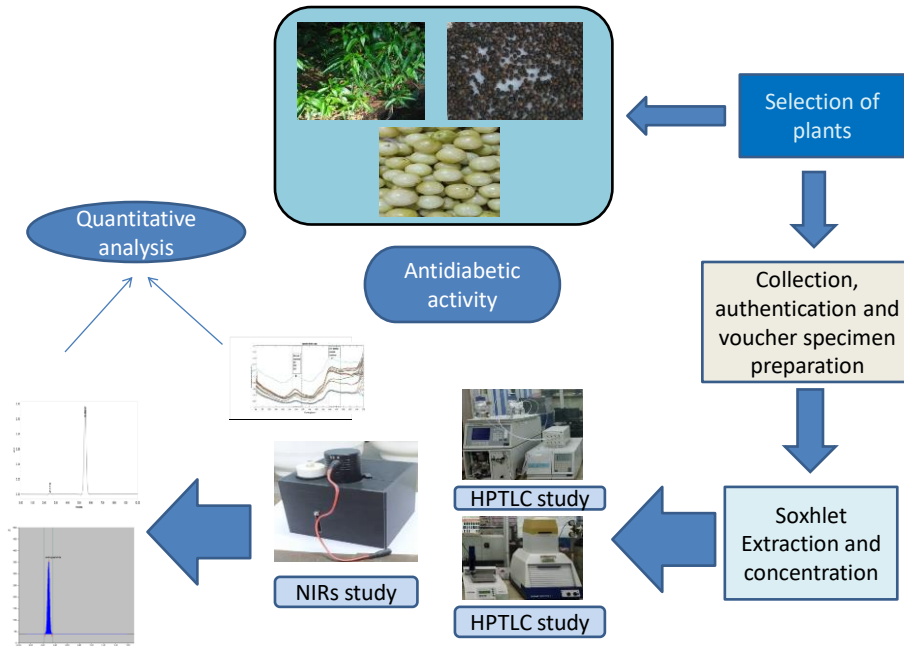 Selection of
plants
Quantitative
analysis
Antidiabetic
activity
Collection,
authentication and
voucher specimen
preparation
HPTLC study
Soxhlet
Extraction and
concentration
NIRs study
HPTLC study